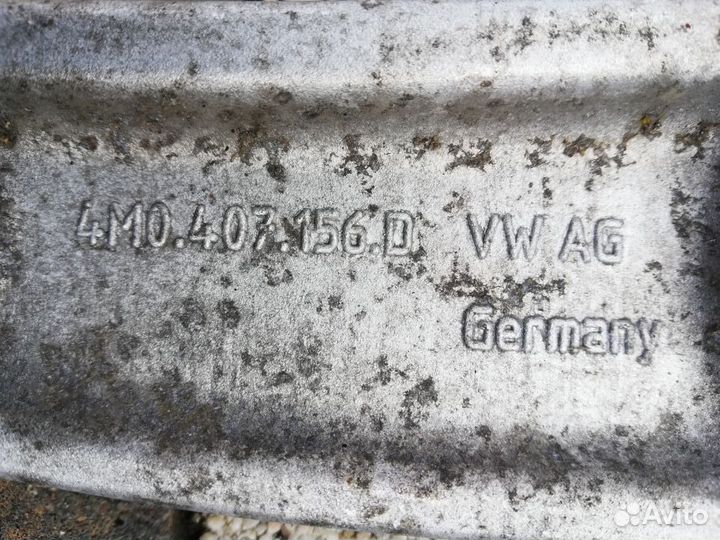 4M0.407.156.D VW AG
Germany
Avito